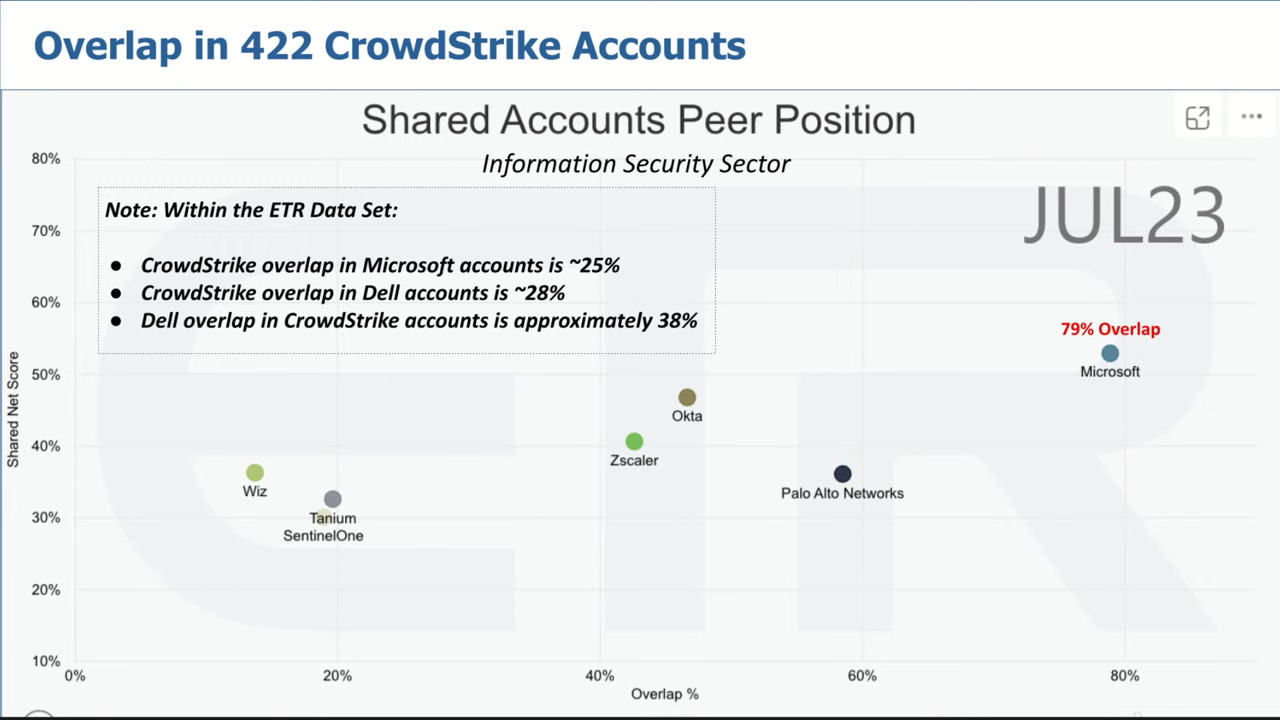 Overlap in 422 CrowdStrike Accounts
Shared Accounts Peer Position
Information Security Sector
JUL23
Note: Within the ETR Data Set:
● CrowdStrike overlap in Microsoft accounts is ~25%
● CrowdStrike overlap in Dell accounts is ~28%
● Dell overlap in CrowdStrike accounts is approximately 38%
80%
70%
60%
50%
40%
30%
20%
10%
Shared Net Score
79% Overlap
Microsoft
Okta
Zscaler
Palo Alto Networks
Wiz
Tanium
SentinelOne
0%
20%
40%
60%
80%
Overlap %
ETR